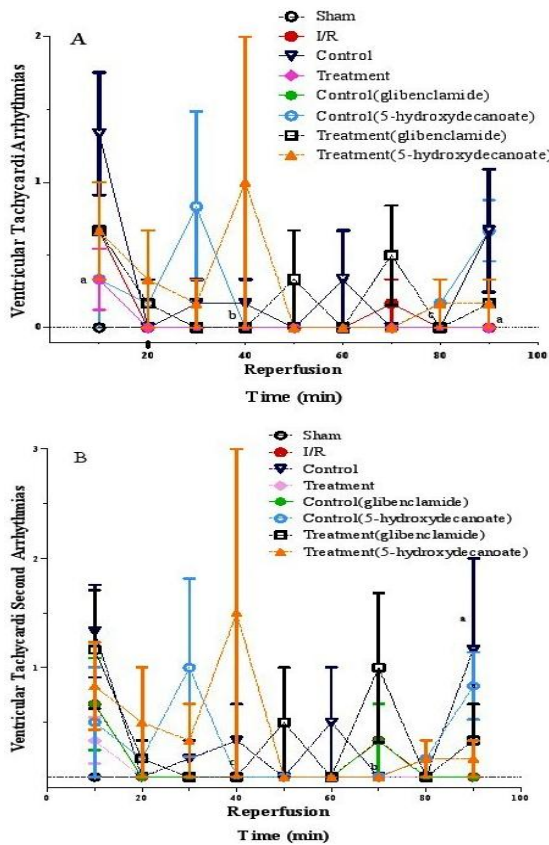 A
Sham
I/R
Control
Treatment
Control(glibenclamide)
Control(5-hydroxydecanoate)
Treatment(glibenclamide)
Treatment(5-hydroxydecanoate)
Ventricular Tachycardi Arrhythmias
2
1
0
a
b
c
a
0 20 40 60 80 100
Reperfusion
Time (min)
B
Sham
I/R
Control
Treatment
Control(glibenclamide)
Control(5-hydroxydecanoate)
Treatment(glibenclamide)
Treatment(5-hydroxydecanoate)
Ventricular Tachycardi Second Arrhythmias
3
2
1
a
c
b
0 20 40 60 80 100
Reperfusion
Time (min)